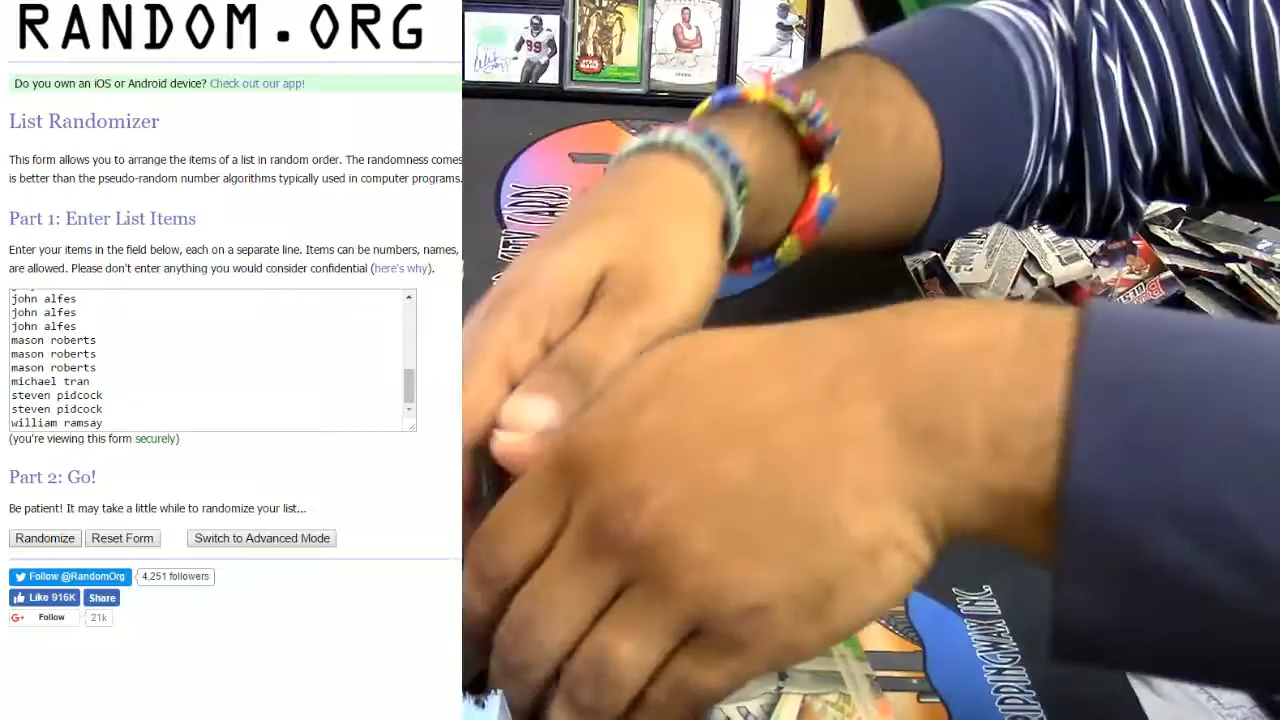 RANDOM.ORG
Do you own an iOS or Android device? Check out our app!
List Randomizer
This form allows you to arrange the items of a list in random order. The randomness comes
is better than the pseudo-random number algorithms typically used in computer programs.
Part 1: Enter List Items
Enter your items in the field below, each on a separate line. Items can be numbers, names,
are allowed. Please don't enter anything you would consider confidential (here's why).
john alfes
john alfes
john alfes
mason roberts
mason roberts
mason roberts
michael tran
steven pidcock
steven pidcock
william ramsay
(you're viewing this form securely)
Part 2: Go!
Be patient! It may take a little while to randomize your list...
Randomize
Reset Form
Switch to Advanced Mode
Follow @RandomOrg
4,251 followers
Like 916K
Share
G+ Follow
21k
99
STAR WARS
CARDS
RIPPINGWAX INC.